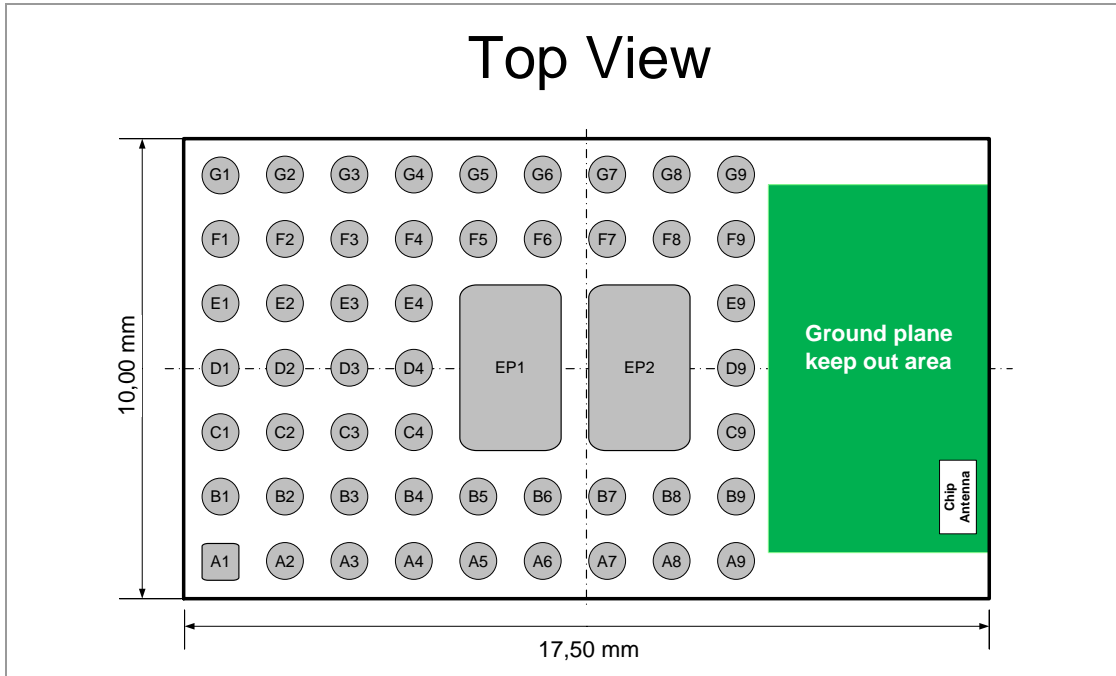 Top View
G1 G2 G3 G4 G5 G6 G7 G8 G9
F1 F2 F3 F4 F5 F6 F7 F8 F9
E1 E2 E3 E4 E9
Ground plane
keep out area
D1 D2 D3 D4 EP1 EP2 D9
10,00 mm
C1 C2 C3 C4 C9
B1 B2 B3 B4 B5 B6 B7 B8 B9
Chip
Antenna
A1 A2 A3 A4 A5 A6 A7 A8 A9
17,50 mm